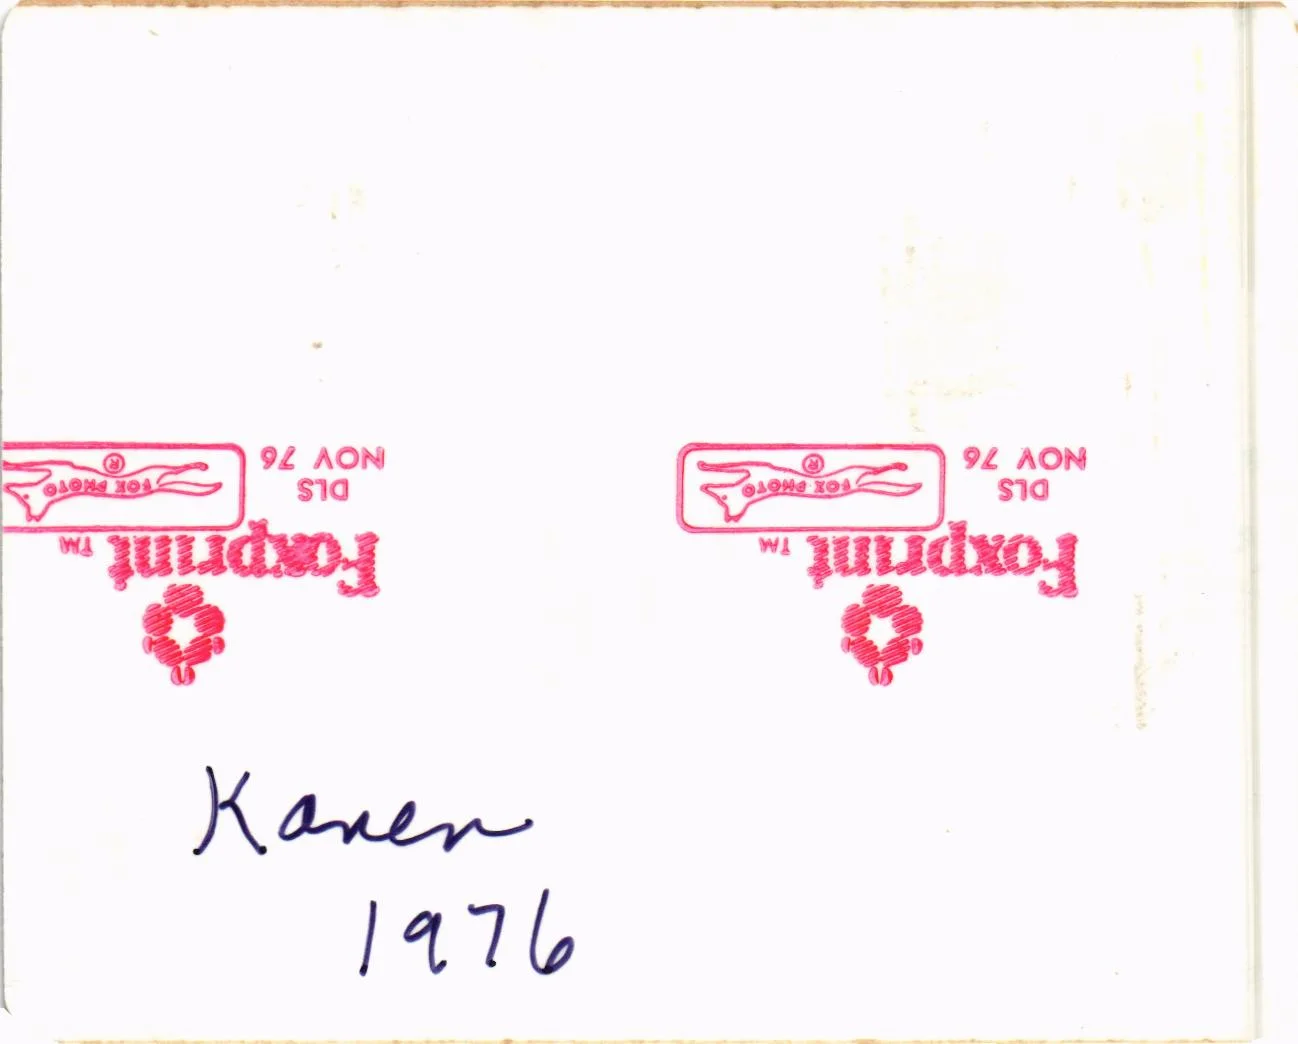 Foxprint TM
DLS
NOV 76
FOX PHOTO ®
Foxprint TM
DLS
NOV 76
FOX PHOTO ®
Karen
1976